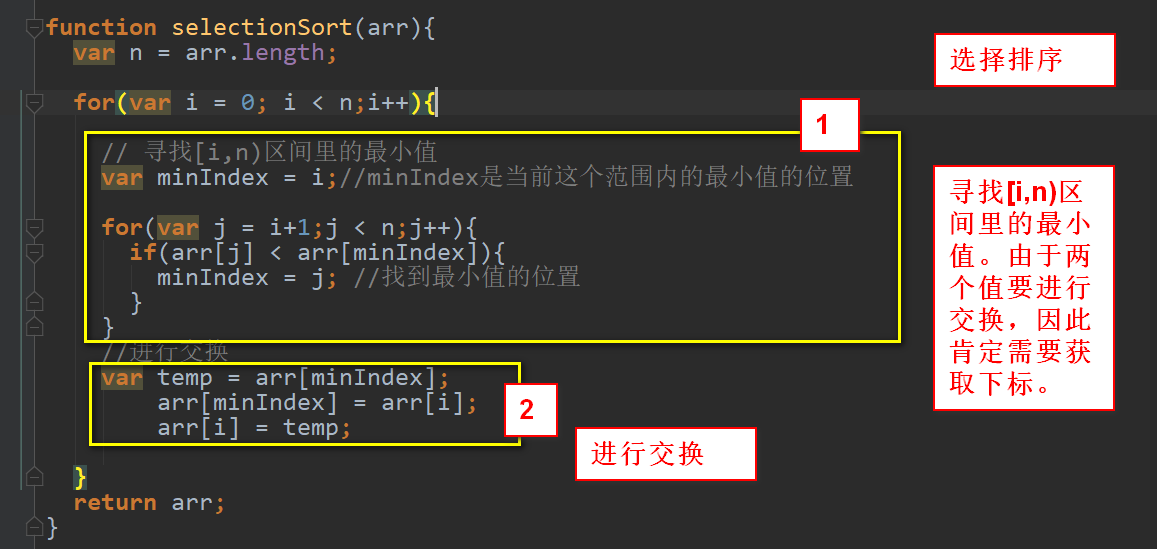 function selectionSort(arr){
var n = arr.length;
for(var i = 0; i < n;i++){
// 寻找[i,n)区间里的最小值
var minIndex = i;//minIndex是当前这个范围内的最小值的位置
for(var j = i+1;j < n;j++){
if(arr[j] < arr[minIndex]){
minIndex = j; //找到最小值的位置
}
}
//进行交换
var temp = arr[minIndex];
arr[minIndex] = arr[i];
arr[i] = temp;
}
return arr;
}
1
2
进行交换
选择排序
寻找[i,n)区
间里的最小
值。由于两
个值要进行
交换，因此
肯定需要获
取下标。